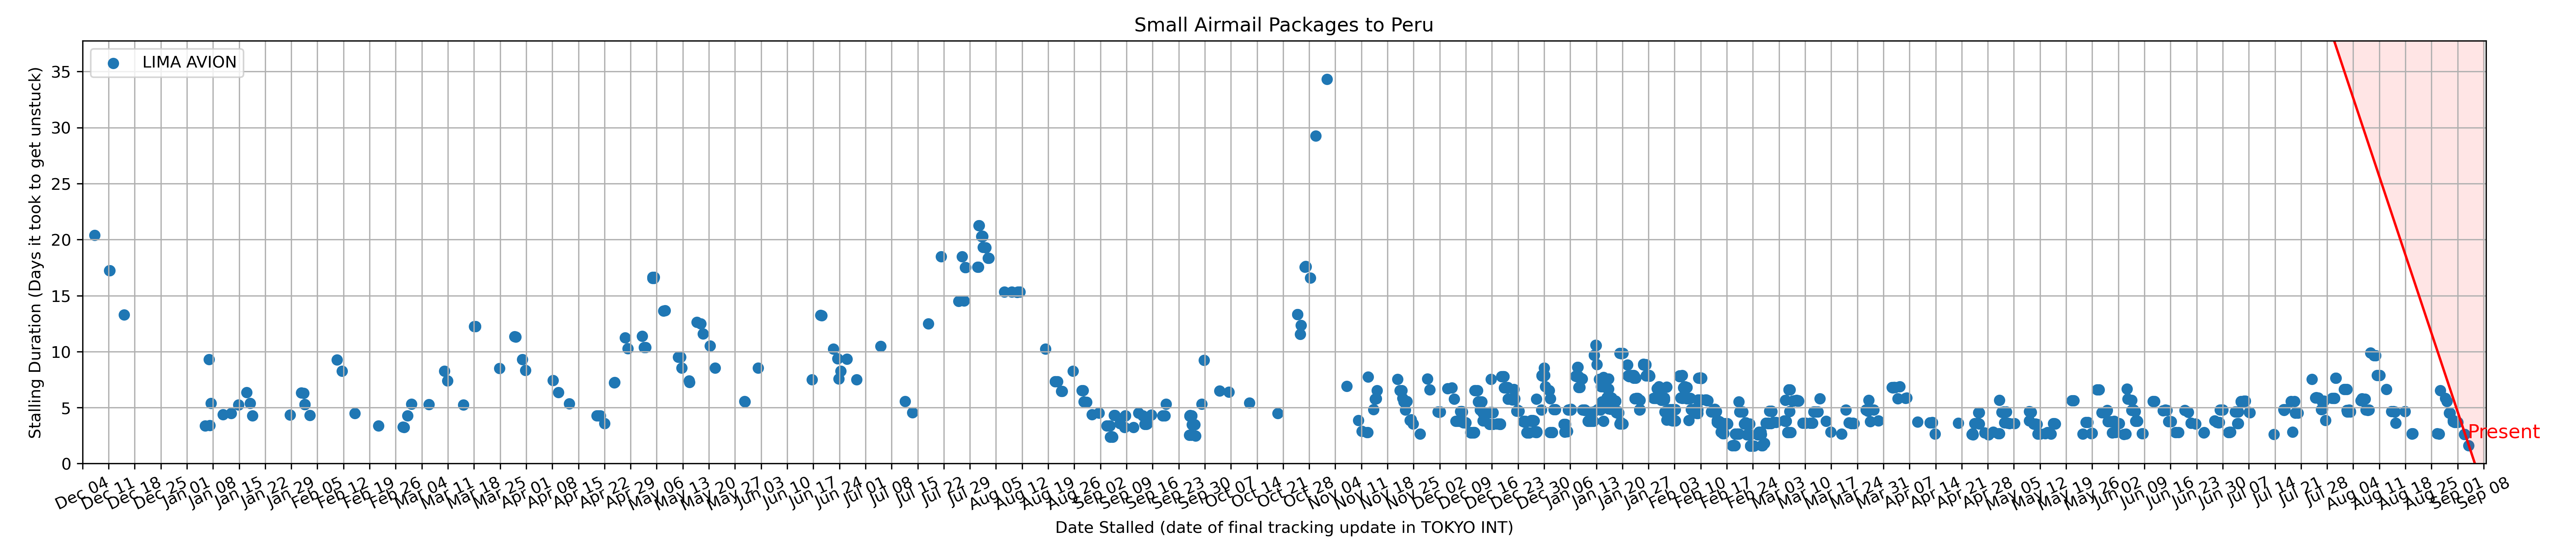 Small Airmail Packages to Peru
LIMA AVION
Stalling Duration (Days it took to get unstuck)
35
30
25
20
15
10
5
0
Present
Dec 04 Dec 11 Dec 18 Dec 25 Jan 01 Jan 08 Jan 15 Jan 22 Jan 29 Feb 05 Feb 12 Feb 19 Feb 26 Mar 04 Mar 11 Mar 18 Mar 25 Apr 01 Apr 08 Apr 15 Apr 22 Apr 29 May 06 May 13 May 20 May 27 Jun 03 Jun 10 Jun 17 Jun 24 Jul 01 Jul 08 Jul 15 Jul 22 Jul 29 Aug 05 Aug 12 Aug 19 Aug 26 Sep 02 Sep 09 Sep 16 Sep 23 Sep 30 Oct 07 Oct 14 Oct 21 Oct 28 Nov 04 Nov 11 Nov 18 Nov 25 Dec 02 Dec 09 Dec 16 Dec 23 Dec 30 Jan 06 Jan 13 Jan 20 Jan 27 Feb 03 Feb 10 Feb 17 Feb 24 Mar 03 Mar 10 Mar 17 Mar 24 Mar 31 Apr 07 Apr 14 Apr 21 Apr 28 May 05 May 12 May 19 May 26 Jun 02 Jun 09 Jun 16 Jun 23 Jun 30 Jul 07 Jul 14 Jul 21 Jul 28 Aug 04 Aug 11 Aug 18 Aug 25 Sep 01 Sep 08
Date Stalled (date of final tracking update in TOKYO INT)